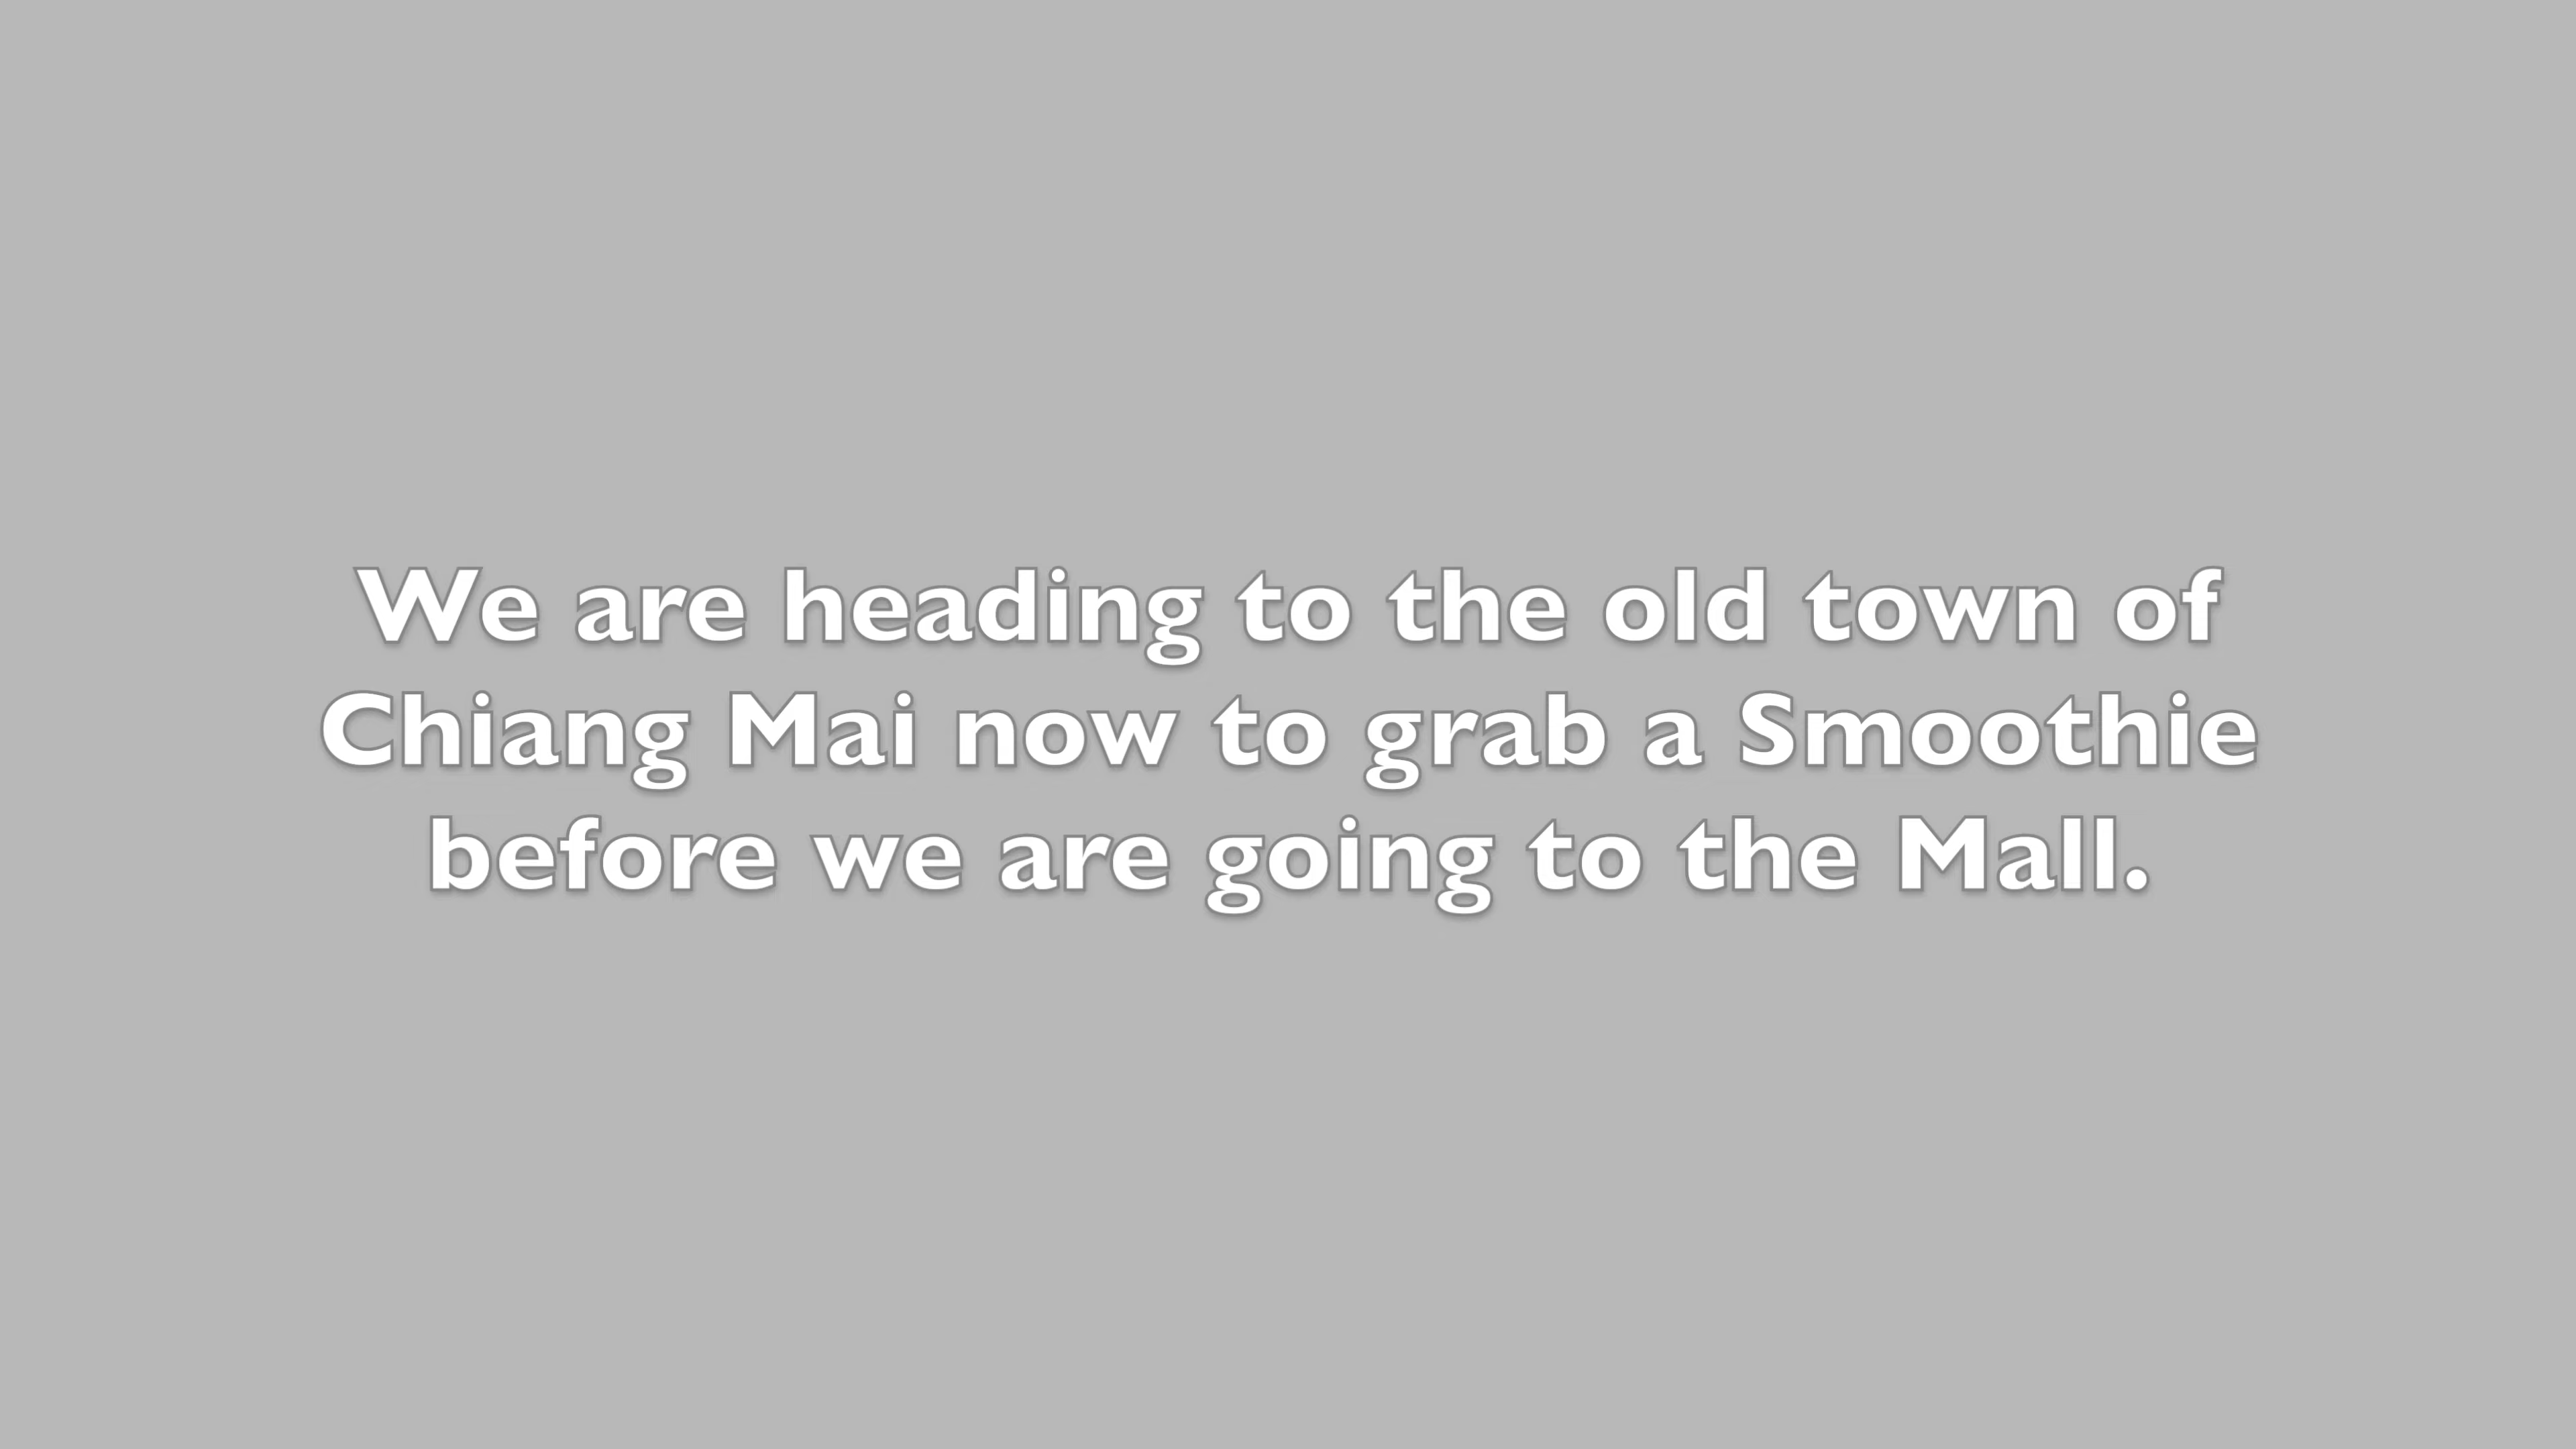 We are heading to the old town of
Chiang Mai now to grab a Smoothie
before we are going to the Mall.